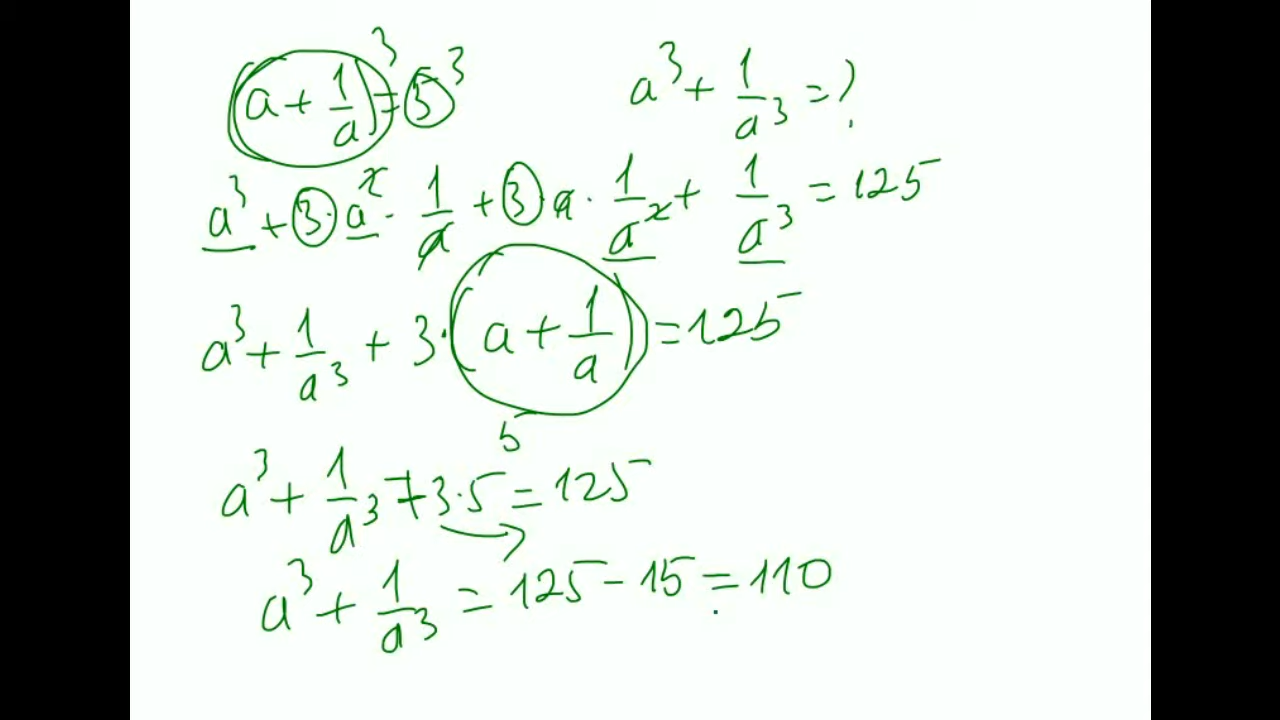 (a + 1/a)³ = 5³ a³ + 1/a³ = ?
a³ + 3·a²·1/a + 3·a·1/a² + 1/a³ = 125
a³ + 1/a³ + 3·(a + 1/a) = 125
5
a³ + 1/a³ + 3·5 = 125
a³ + 1/a³ = 125 - 15 = 110